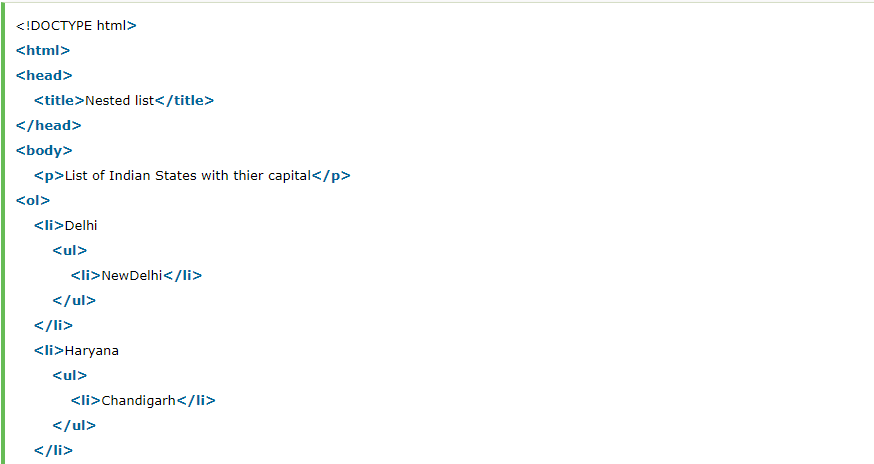 <!DOCTYPE html>
<html>
<head>
<title>Nested list</title>
</head>
<body>
<p>List of Indian States with thier capital</p>
<ol>
<li>Delhi
<ul>
<li>NewDelhi</li>
</ul>
</li>
<li>Haryana
<ul>
<li>Chandigarh</li>
</ul>
</li>